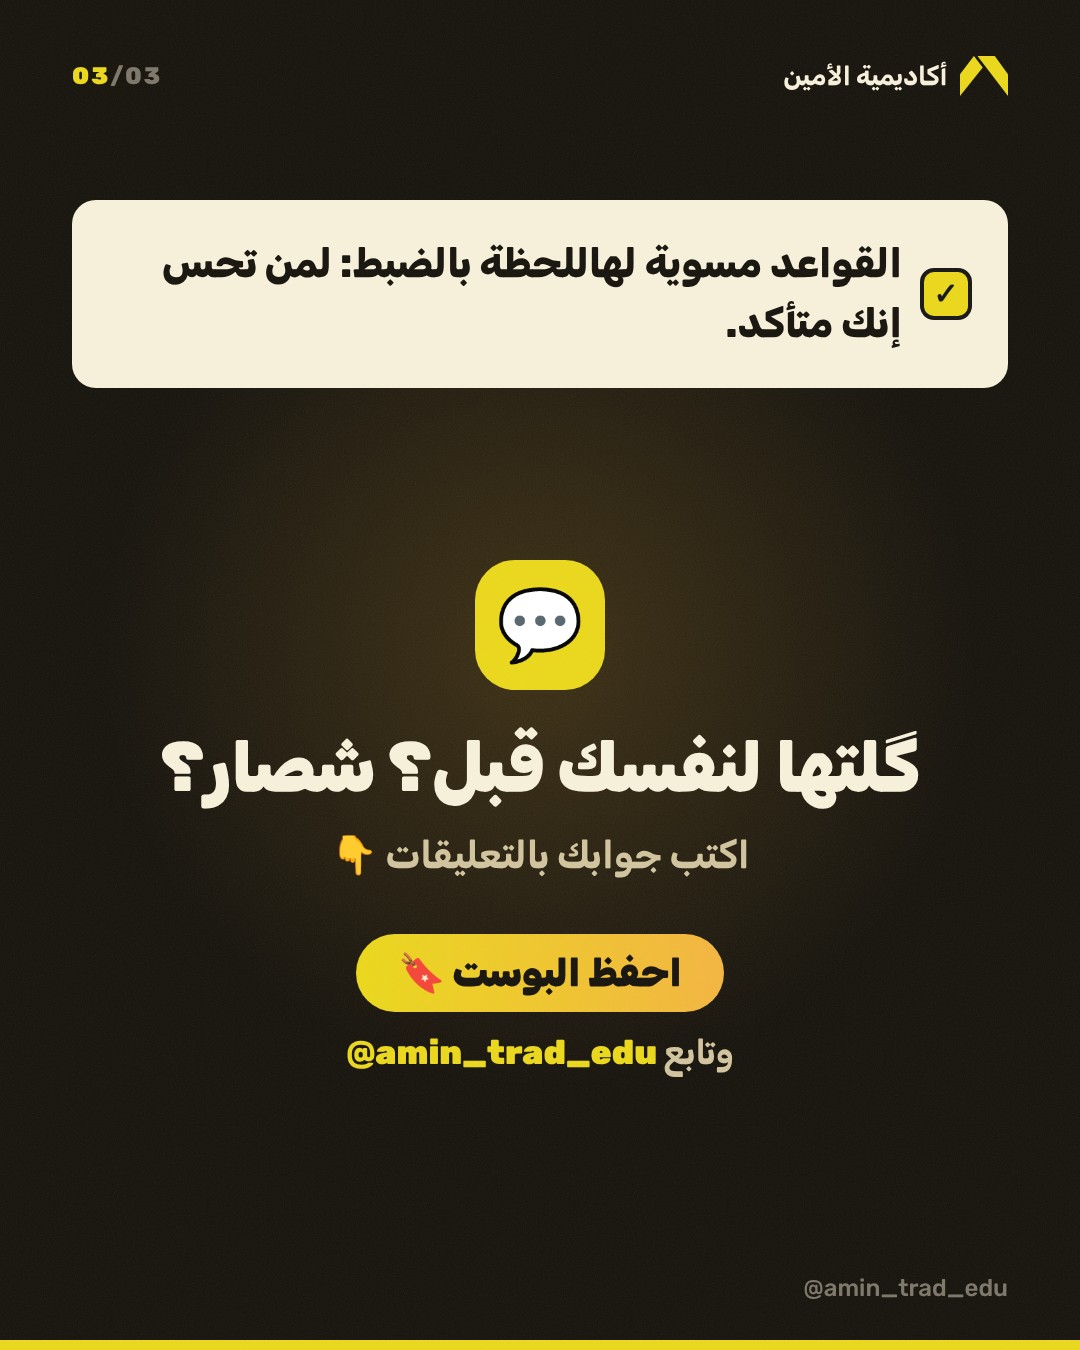 أكاديمية الأمين
03/03
القواعد مسوية لهاللحظة بالضبط: لمن تحس
إنك متأكد.
گلتها لنفسك قبل؟ شصار؟
اكتب جوابك بالتعليقات 👇
احفظ البوست 🔖
وتابع @amin_trad_edu
@amin_trad_edu